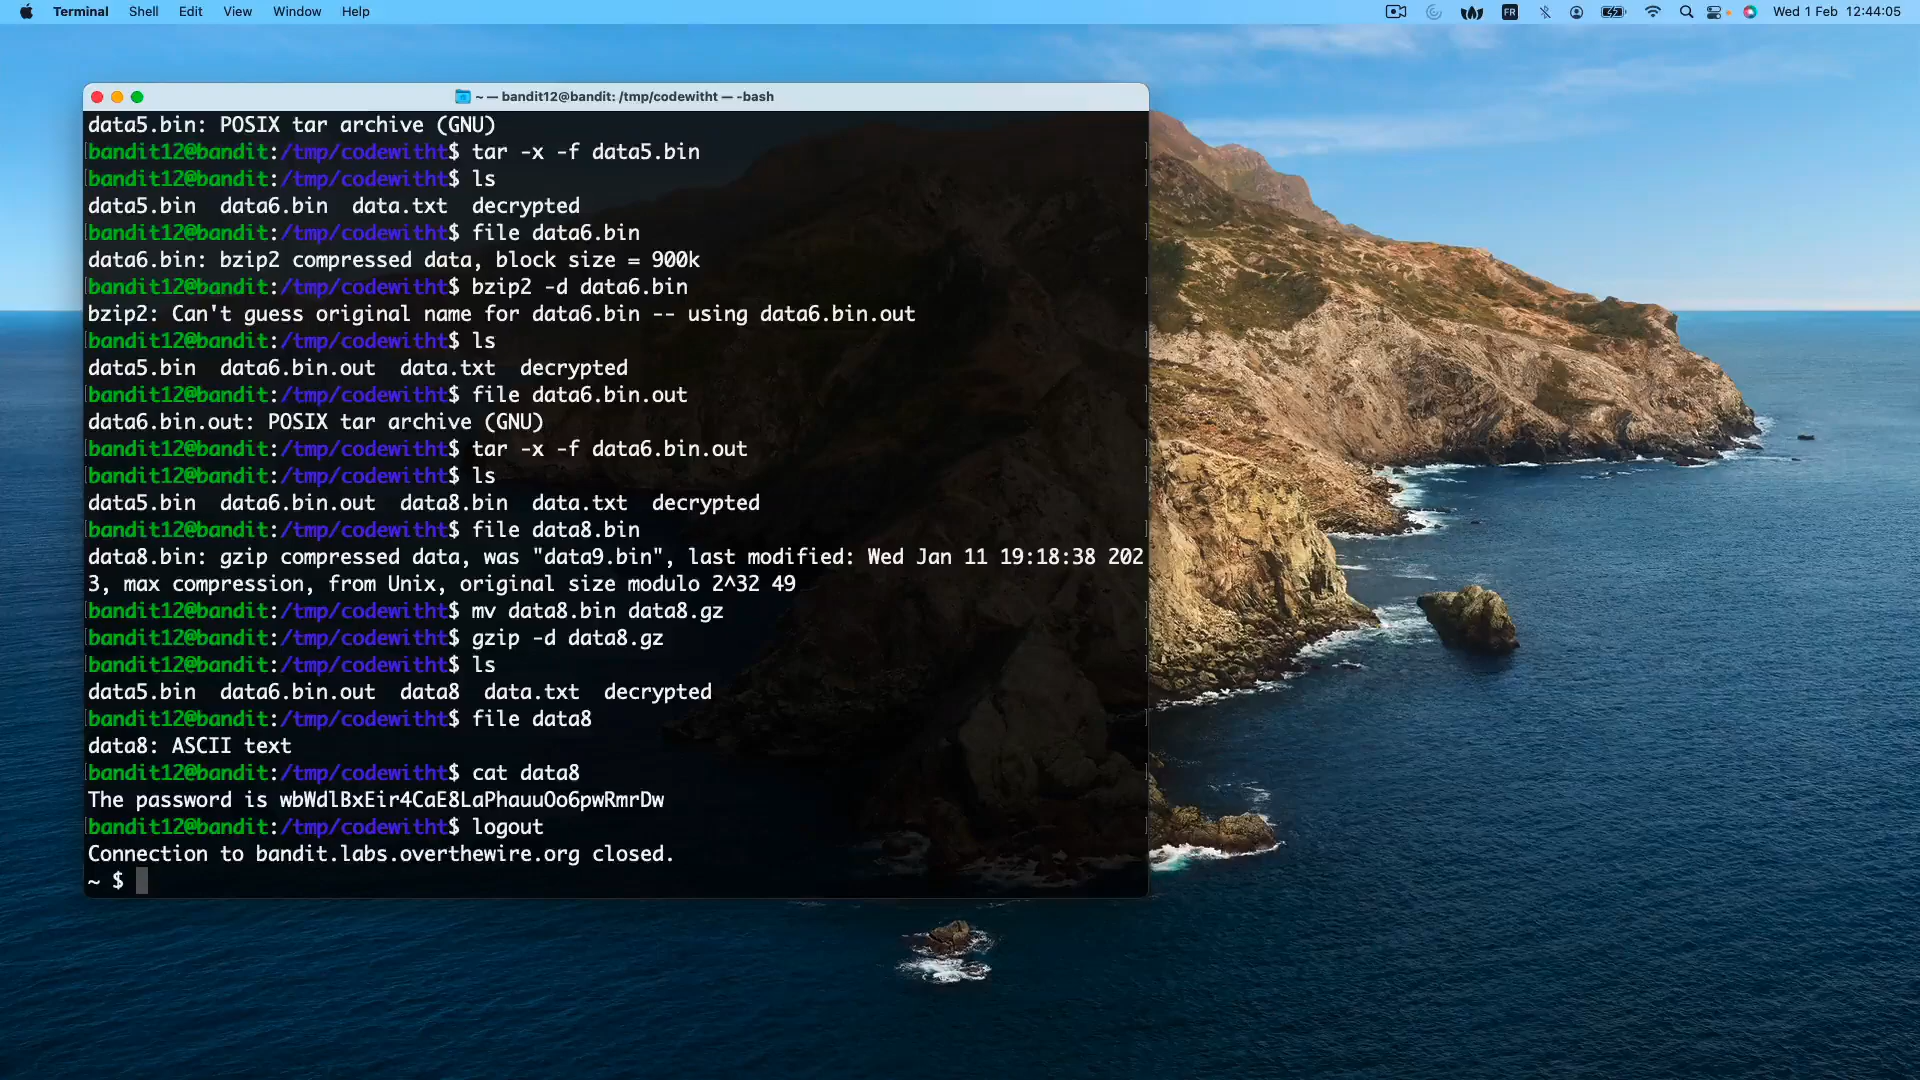 Terminal Shell Edit View Window Help FR Wed 1 Feb 12:44:05
~ — bandit12@bandit: /tmp/codewitht — -bash
data5.bin: POSIX tar archive (GNU)
bandit12@bandit:/tmp/codewitht$ tar -x -f data5.bin
bandit12@bandit:/tmp/codewitht$ ls
data5.bin data6.bin data.txt decrypted
bandit12@bandit:/tmp/codewitht$ file data6.bin
data6.bin: bzip2 compressed data, block size = 900k
bandit12@bandit:/tmp/codewitht$ bzip2 -d data6.bin
bzip2: Can't guess original name for data6.bin -- using data6.bin.out
bandit12@bandit:/tmp/codewitht$ ls
data5.bin data6.bin.out data.txt decrypted
bandit12@bandit:/tmp/codewitht$ file data6.bin.out
data6.bin.out: POSIX tar archive (GNU)
bandit12@bandit:/tmp/codewitht$ tar -x -f data6.bin.out
bandit12@bandit:/tmp/codewitht$ ls
data5.bin data6.bin.out data8.bin data.txt decrypted
bandit12@bandit:/tmp/codewitht$ file data8.bin
data8.bin: gzip compressed data, was "data9.bin", last modified: Wed Jan 11 19:18:38 202
3, max compression, from Unix, original size modulo 2^32 49
bandit12@bandit:/tmp/codewitht$ mv data8.bin data8.gz
bandit12@bandit:/tmp/codewitht$ gzip -d data8.gz
bandit12@bandit:/tmp/codewitht$ ls
data5.bin data6.bin.out data8 data.txt decrypted
bandit12@bandit:/tmp/codewitht$ file data8
data8: ASCII text
bandit12@bandit:/tmp/codewitht$ cat data8
The password is wbWdlBxEir4CaE8LaPhauuOo6pwRmrDw
bandit12@bandit:/tmp/codewitht$ logout
Connection to bandit.labs.overthewire.org closed.
~ $